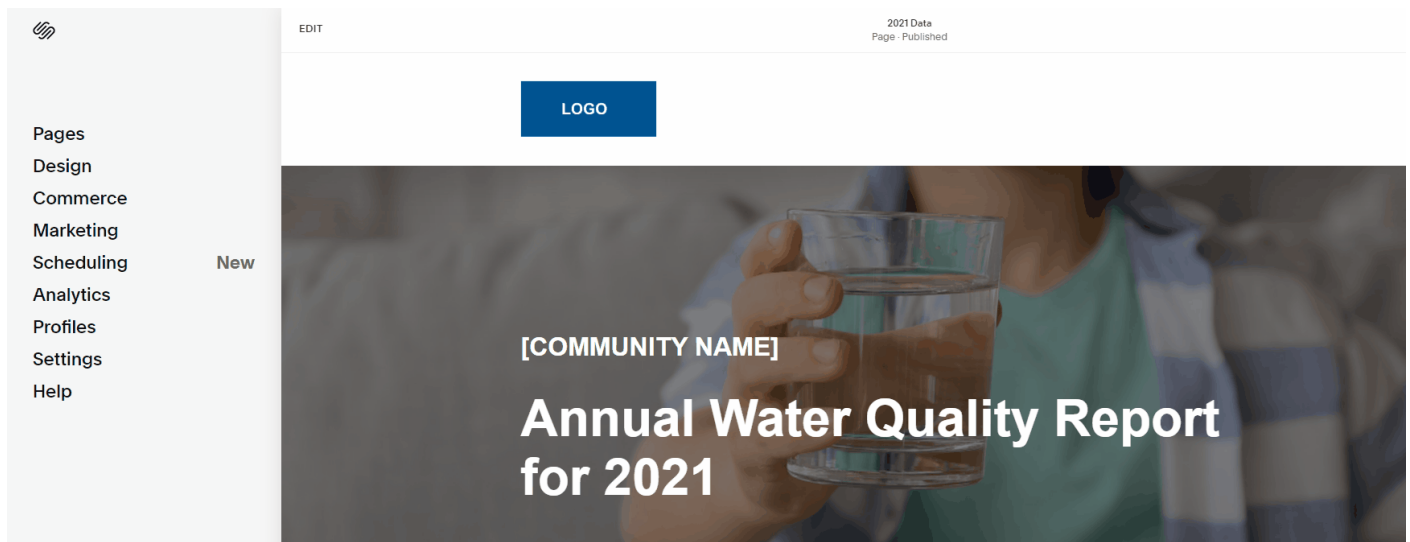 EDIT
2021 Data
Page · Published
Pages
Design
Commerce
Marketing
Scheduling New
Analytics
Profiles
Settings
Help
LOGO
[COMMUNITY NAME]
Annual Water Quality Report
for 2021